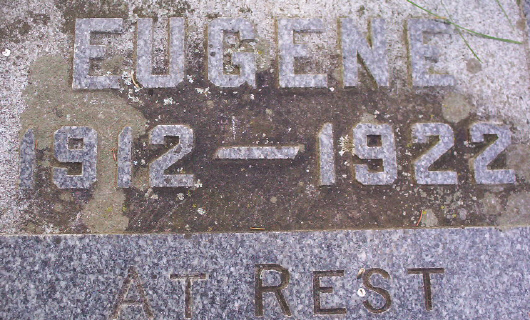 EUGENE
1912 — 1922
AT REST